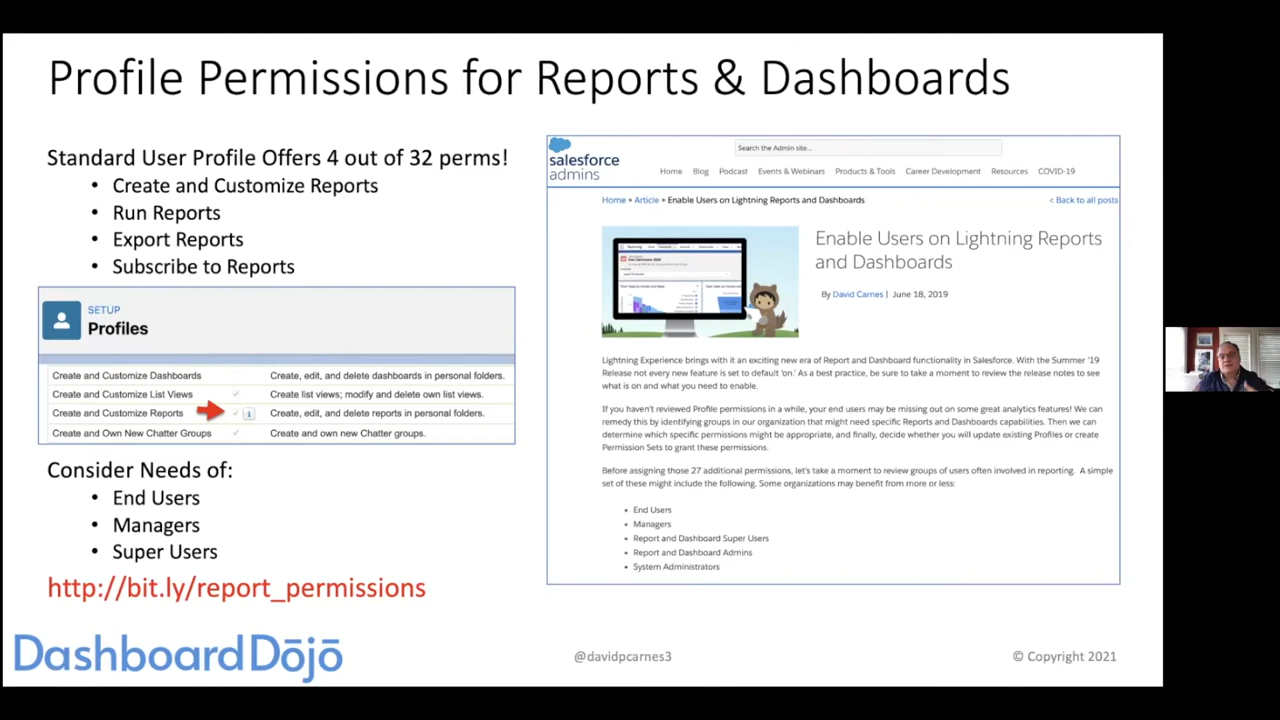 Profile Permissions for Reports & Dashboards
Standard User Profile Offers 4 out of 32 perms!
• Create and Customize Reports
• Run Reports
• Export Reports
• Subscribe to Reports
SETUP
Profiles
Create and Customize Dashboards Create, edit, and delete dashboards in personal folders.
Create and Customize List Views Create list views; modify and delete own list views.
Create and Customize Reports i Create, edit, and delete reports in personal folders.
Create and Own New Chatter Groups Create and own new Chatter groups.
Consider Needs of:
• End Users
• Managers
• Super Users
http://bit.ly/report_permissions
salesforce
admins
Search the Admin site...
Home Blog Podcast Events & Webinars Products & Tools Career Development Resources COVID-19
Home » Article » Enable Users on Lightning Reports and Dashboards < Back to all posts
Enable Users on Lightning Reports
and Dashboards
By David Carnes | June 18, 2019
Lightning Experience brings with it an exciting new era of Report and Dashboard functionality in Salesforce. With the Summer '19
Release not every new feature is set to default 'on.' As a best practice, be sure to take a moment to review the release notes to see
what is on and what you need to enable.
If you haven't reviewed Profile permissions in a while, your end users may be missing out on some great analytics features! We can
remedy this by identifying groups in our organization that might need specific Reports and Dashboards capabilities. Then we can
determine which specific permissions might be appropriate, and finally, decide whether you will update existing Profiles or create
Permission Sets to grant these permissions.
Before assigning those 27 additional permissions, let's take a moment to review groups of users often involved in reporting. A simple
set of these might include the following. Some organizations may benefit from more or less:
• End Users
• Managers
• Report and Dashboard Super Users
• Report and Dashboard Admins
• System Administrators
DashboardDōjō
@davidpcarnes3
© Copyright 2021